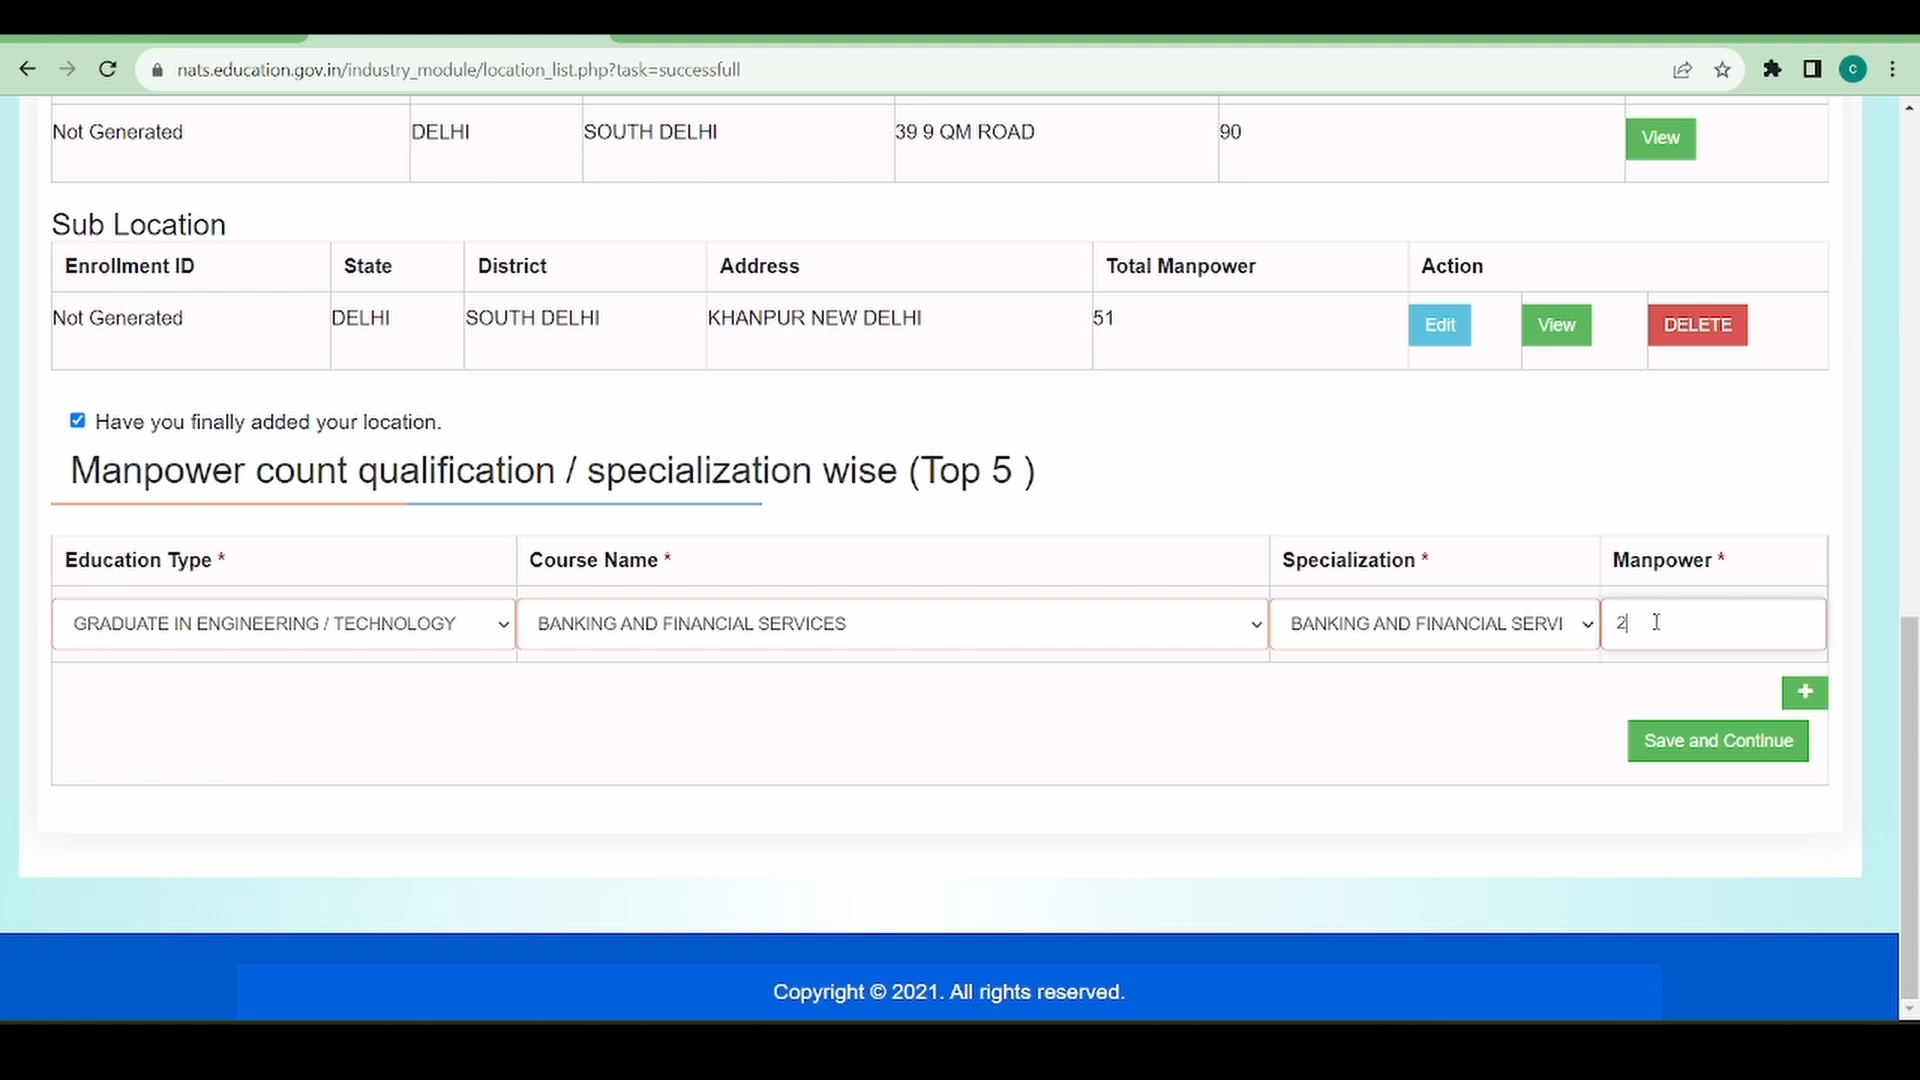 nats.education.gov.in/industry_module/location_list.php?task=successfull
C
Not Generated DELHI SOUTH DELHI 39 9 QM ROAD 90 View
Sub Location
Enrollment ID State District Address Total Manpower Action
Not Generated DELHI SOUTH DELHI KHANPUR NEW DELHI 51 Edit View DELETE
Have you finally added your location.
Manpower count qualification / specialization wise (Top 5 )
Education Type * Course Name * Specialization * Manpower *
GRADUATE IN ENGINEERING / TECHNOLOGY BANKING AND FINANCIAL SERVICES BANKING AND FINANCIAL SERVI 2
+
Save and Continue
Copyright © 2021. All rights reserved.